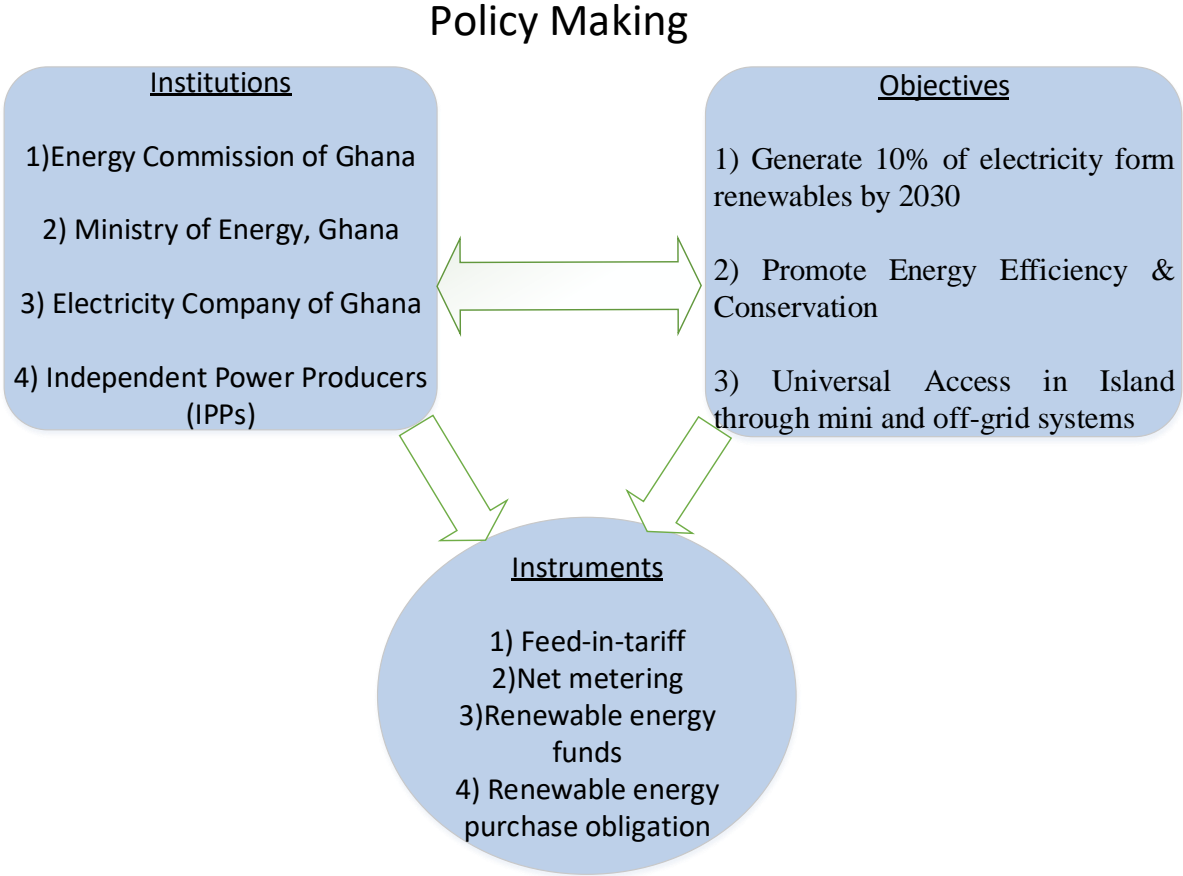 Policy Making
Institutions
1)Energy Commission of Ghana
2) Ministry of Energy, Ghana
3) Electricity Company of Ghana
4) Independent Power Producers
(IPPs)
Objectives
1) Generate 10% of electricity form
renewables by 2030
2) Promote Energy Efficiency &
Conservation
3) Universal Access in Island
through mini and off-grid systems
Instruments
1) Feed-in-tariff
2)Net metering
3)Renewable energy
funds
4) Renewable energy
purchase obligation